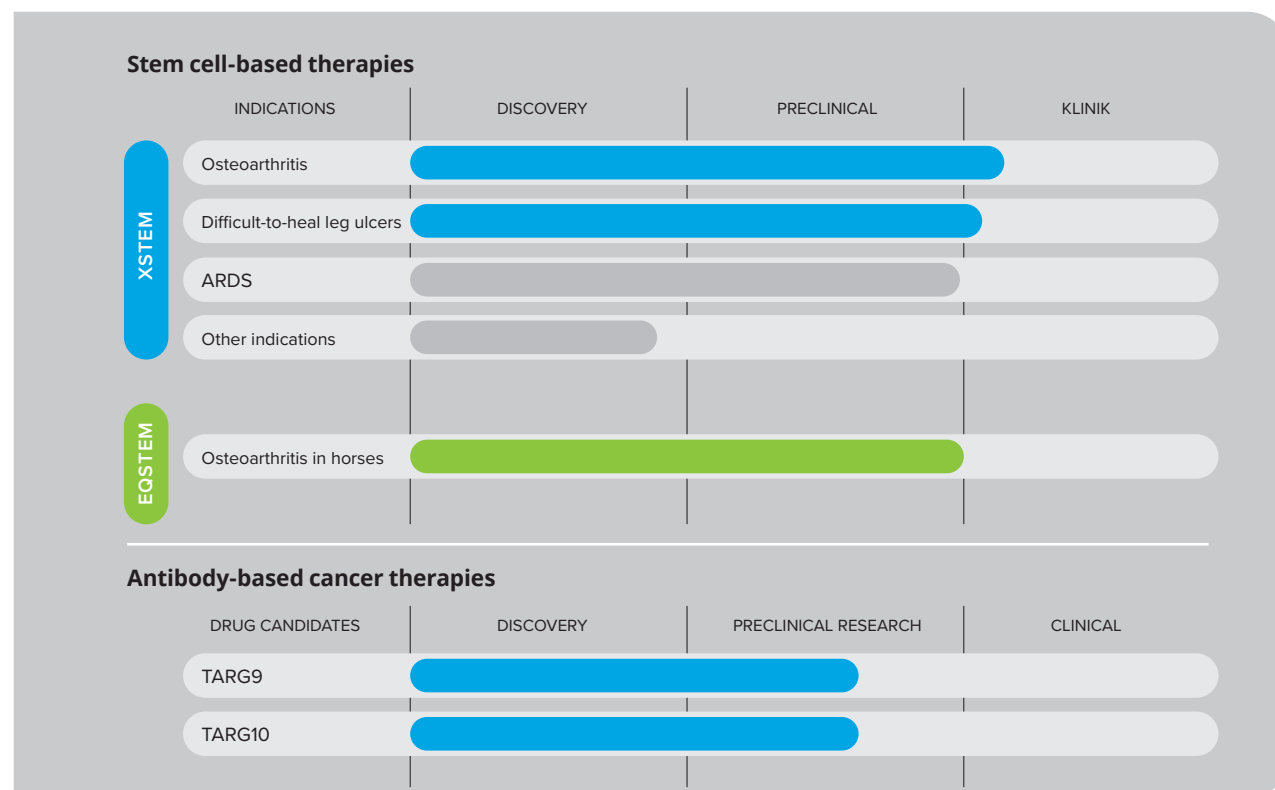 Stem cell-based therapies
INDICATIONS DISCOVERY PRECLINICAL KLINIK
XSTEM
Osteoarthritis
Difficult-to-heal leg ulcers
ARDS
Other indications
EQSTEM
Osteoarthritis in horses
Antibody-based cancer therapies
DRUG CANDIDATES DISCOVERY PRECLINICAL RESEARCH CLINICAL
TARG9
TARG10